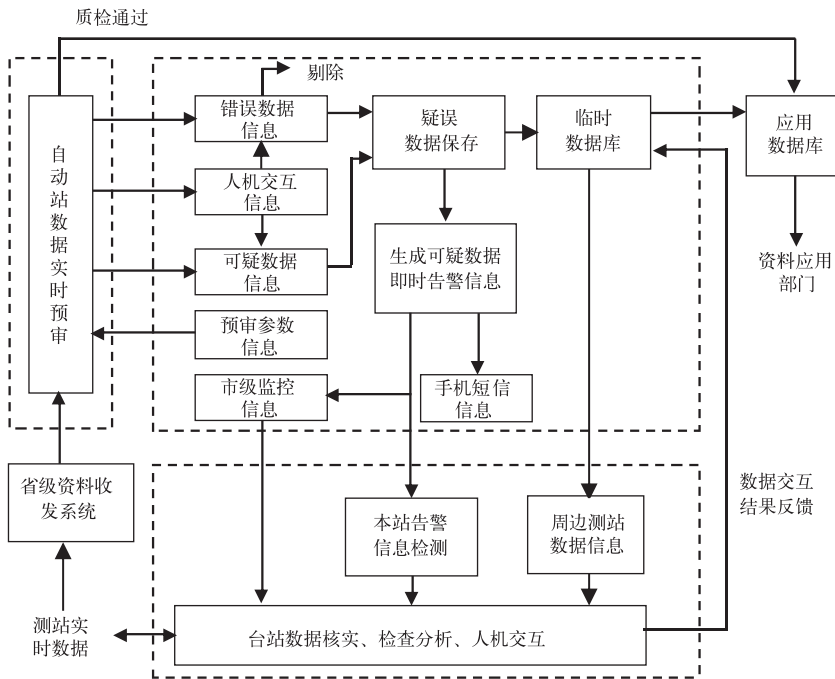 质检通过
剔除
错误数据
信息
疑误
数据保存
临时
数据库
应用
数据库
自
动
站
数
据
实
时
预
审
人机交互
信息
可疑数据
信息
生成可疑数据
即时告警信息
资料应用
部门
预审参数
信息
市级监控
信息
手机短信
信息
省级资料收
发系统
本站告警
信息检测
周边测站
数据信息
数据交互
结果反馈
测站实
时数据
台站数据核实、检查分析、人机交互